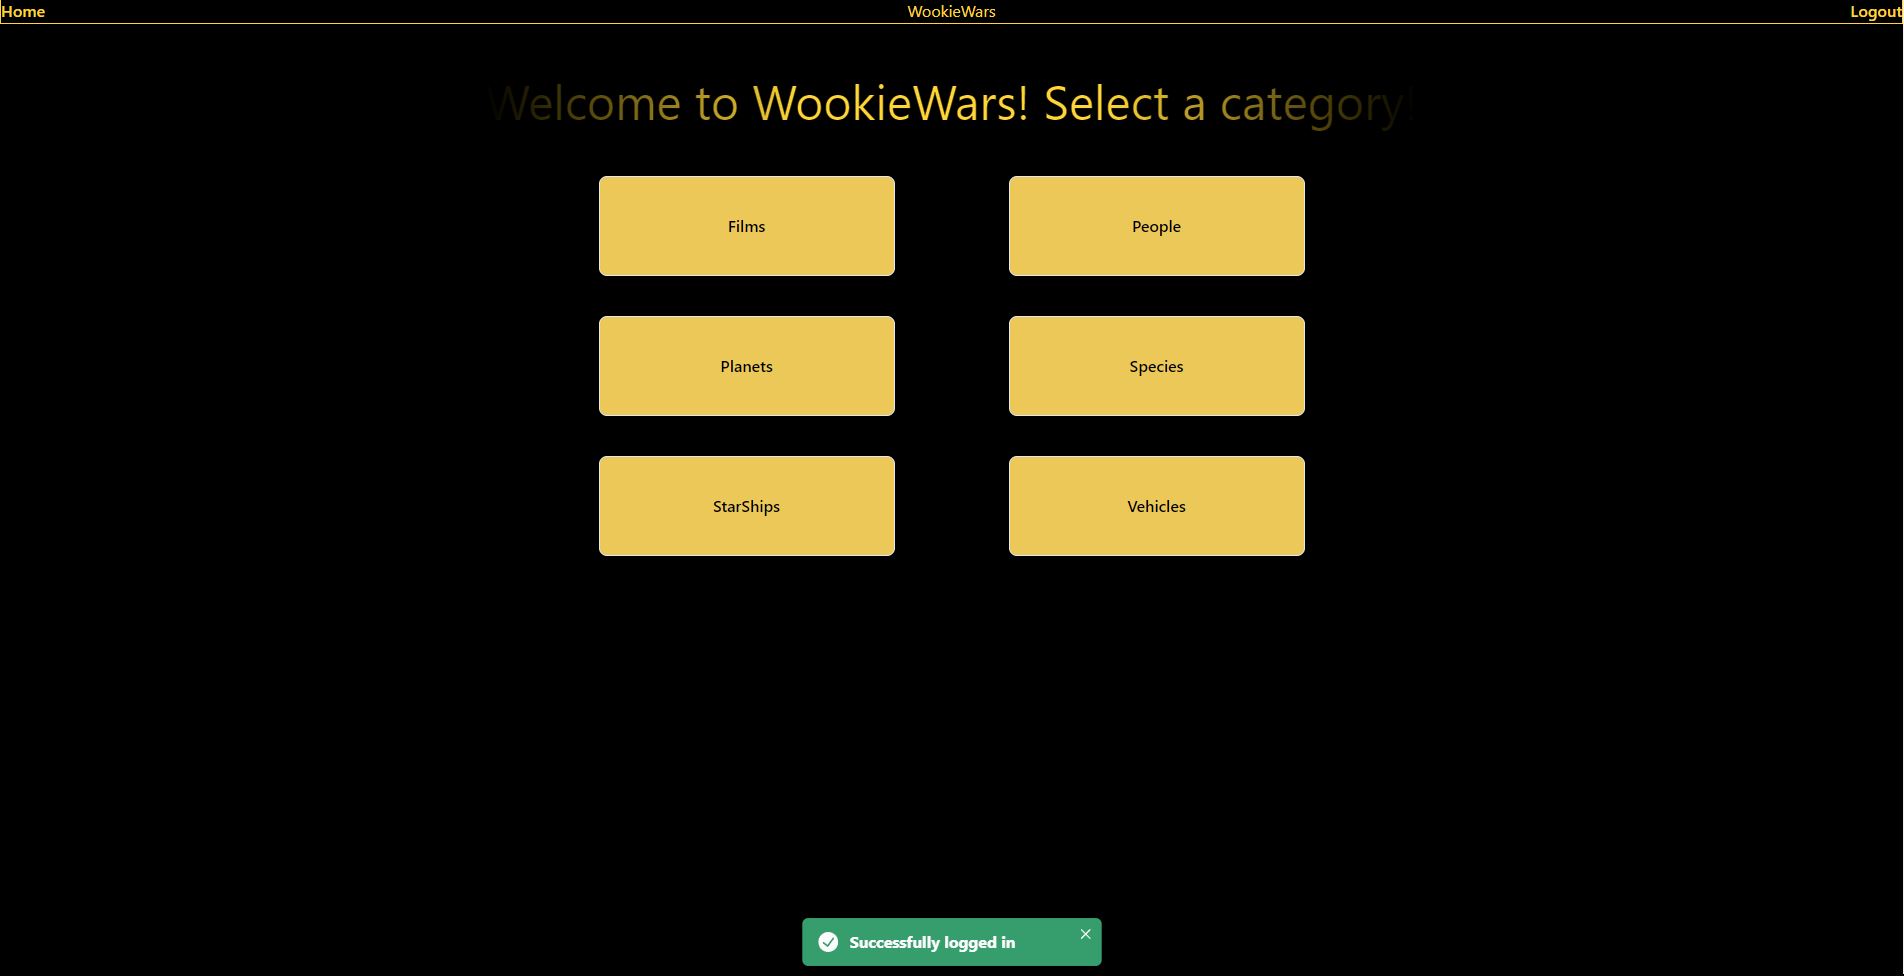 Home WookieWars Logout
Welcome to WookieWars! Select a category!
Films People
Planets Species
StarShips Vehicles
Successfully logged in